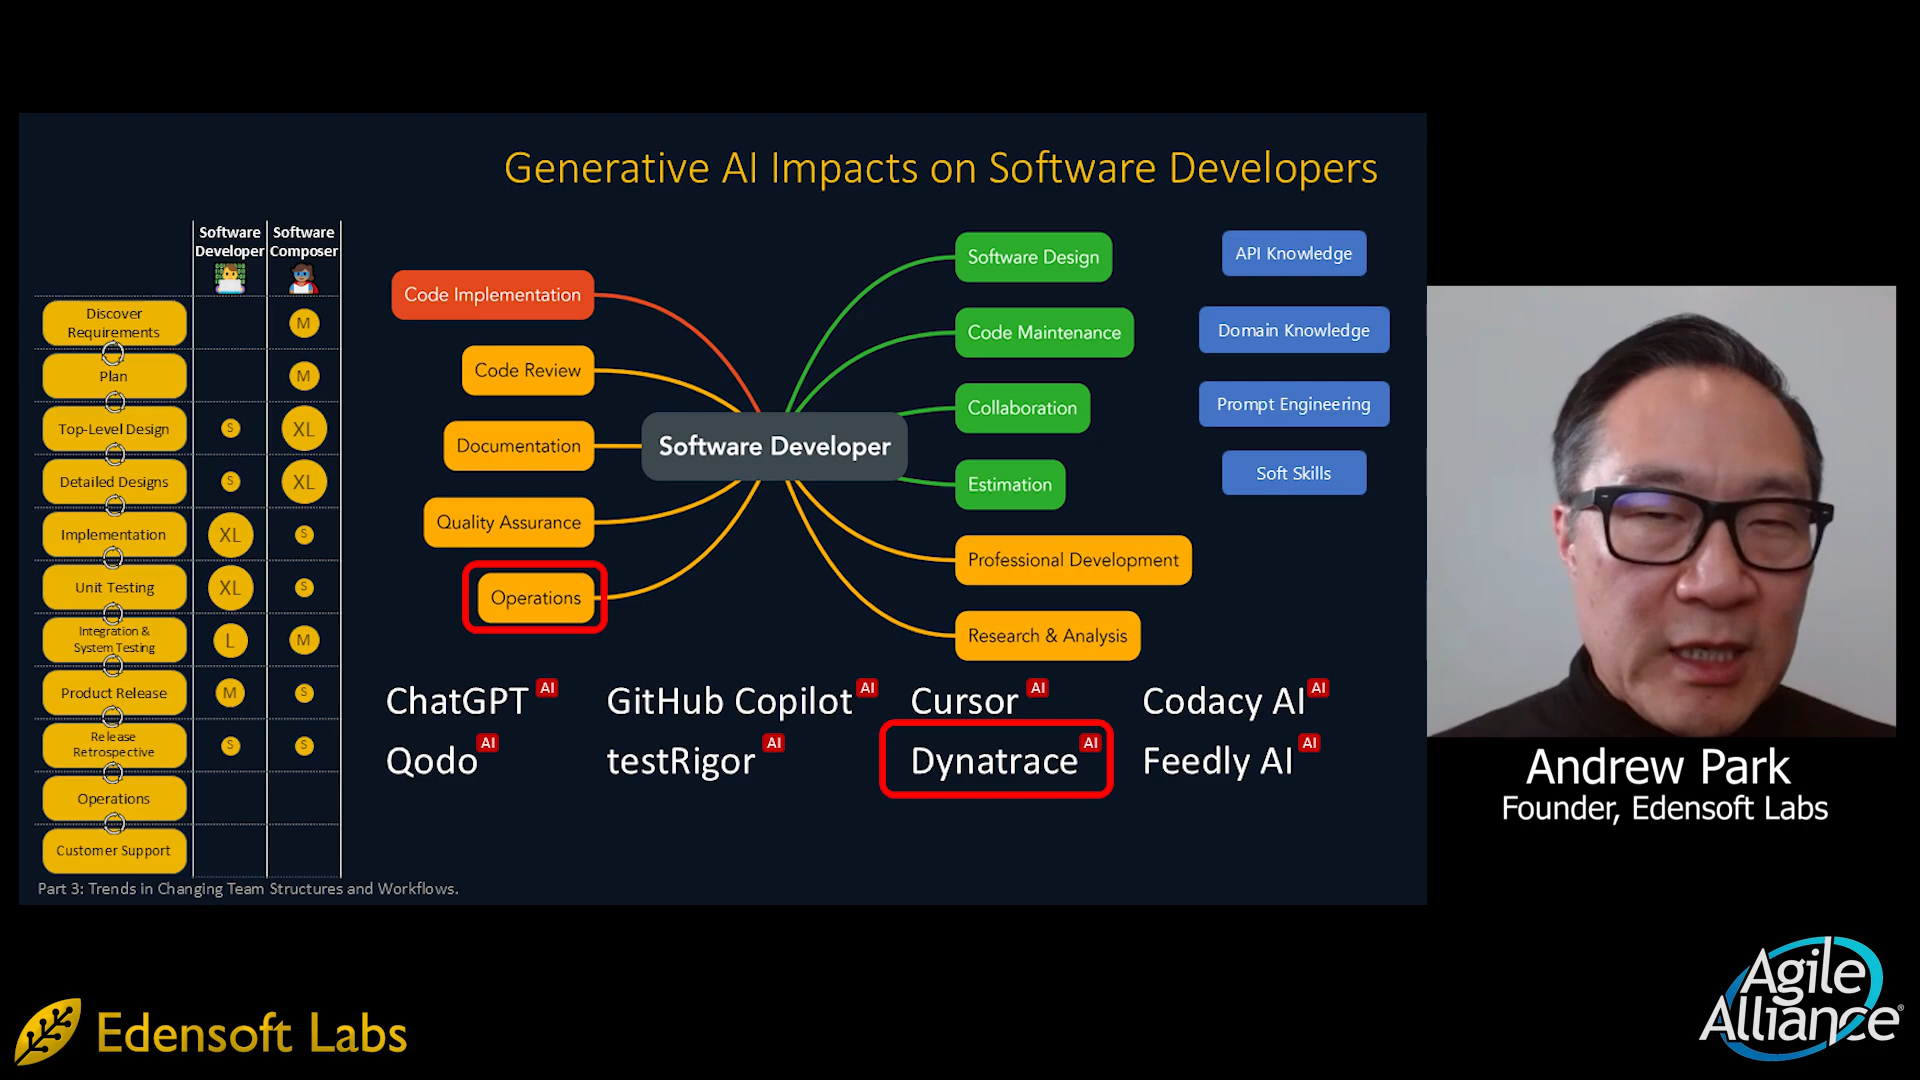 Generative AI Impacts on Software Developers
Software
Developer
Software
Composer
Discover
Requirements
M
Plan
M
Top-Level Design
S
XL
Detailed Designs
S
XL
Implementation
XL
S
Unit Testing
XL
S
Integration &
System Testing
L
M
Product Release
M
S
Release
Retrospective
S
S
Operations
Customer Support
Code Implementation
Code Review
Documentation
Quality Assurance
Operations
Software Developer
Software Design
Code Maintenance
Collaboration
Estimation
Professional Development
Research & Analysis
API Knowledge
Domain Knowledge
Prompt Engineering
Soft Skills
ChatGPT AI
GitHub Copilot AI
Cursor AI
Codacy AI AI
Qodo AI
testRigor AI
Dynatrace AI
Feedly AI AI
Part 3: Trends in Changing Team Structures and Workflows.
Andrew Park
Founder, Edensoft Labs
Edensoft Labs
Agile
Alliance®